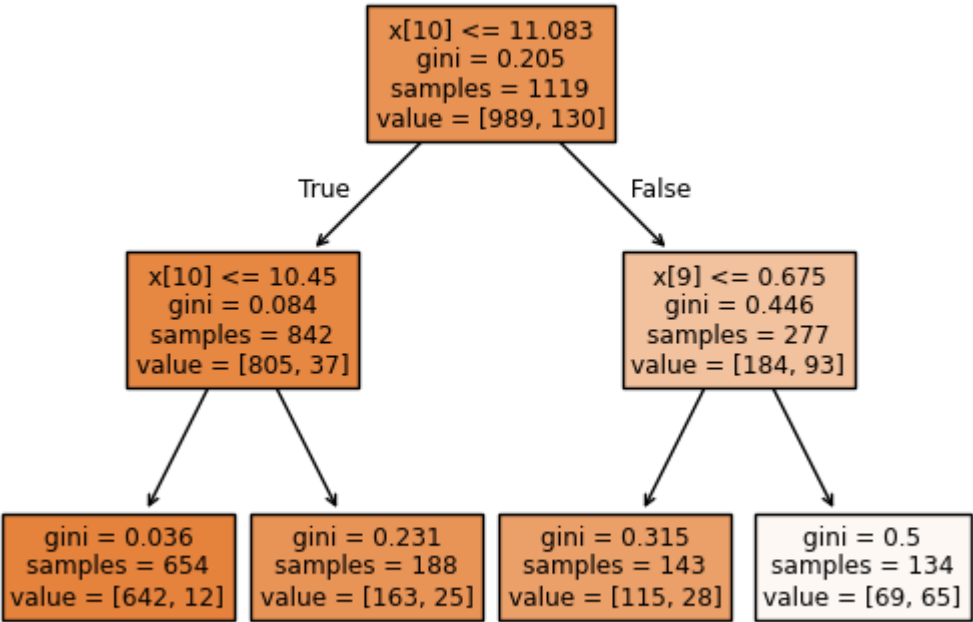 x[10] <= 11.083
gini = 0.205
samples = 1119
value = [989, 130]
True
False
x[10] <= 10.45
gini = 0.084
samples = 842
value = [805, 37]
x[9] <= 0.675
gini = 0.446
samples = 277
value = [184, 93]
gini = 0.036
samples = 654
value = [642, 12]
gini = 0.231
samples = 188
value = [163, 25]
gini = 0.315
samples = 143
value = [115, 28]
gini = 0.5
samples = 134
value = [69, 65]